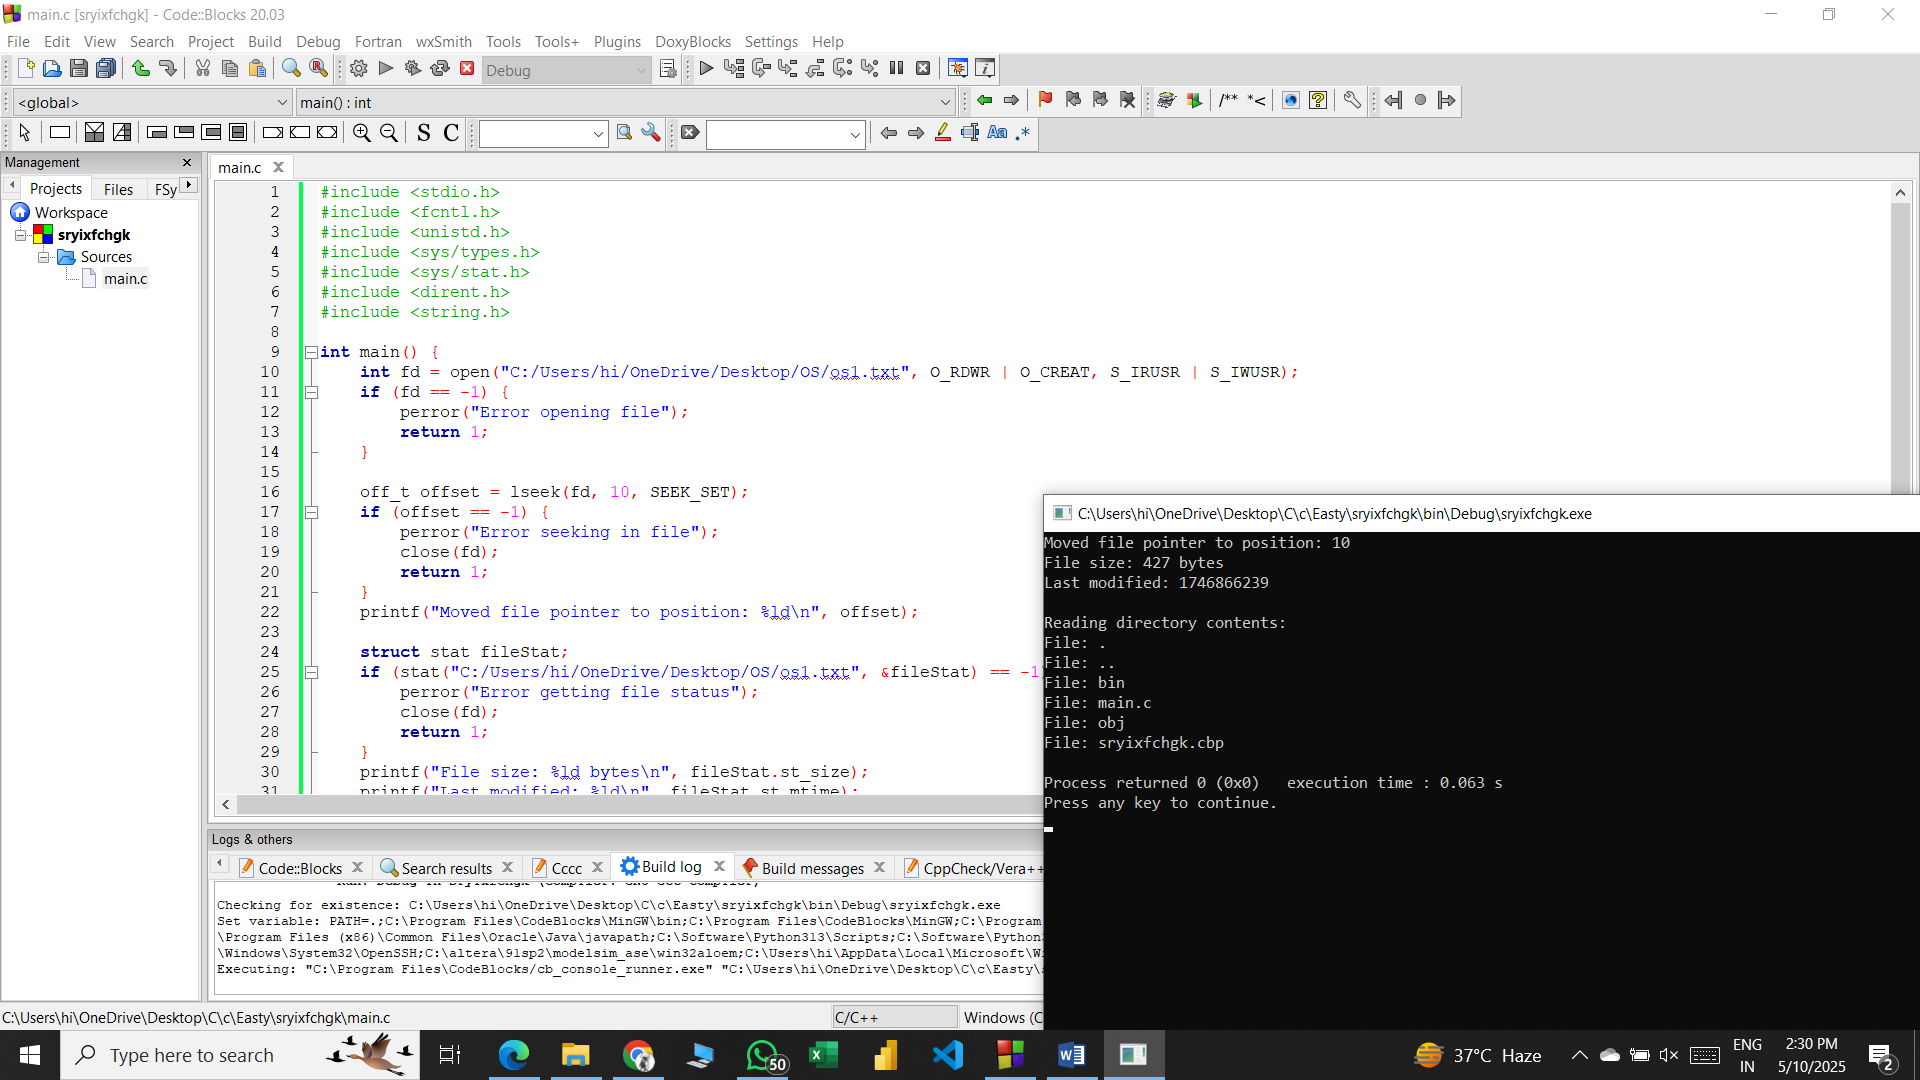 main.c [sryixfchgk] - Code::Blocks 20.03
File Edit View Search Project Build Debug Fortran wxSmith Tools Tools+ Plugins DoxyBlocks Settings Help
Debug
<global> main() : int
/** *<
S C Aa .*
Management
main.c
Projects Files FSy
Workspace
sryixfchgk
Sources
main.c
1 #include <stdio.h>
2 #include <fcntl.h>
3 #include <unistd.h>
4 #include <sys/types.h>
5 #include <sys/stat.h>
6 #include <dirent.h>
7 #include <string.h>
8
9 int main() {
10 int fd = open("C:/Users/hi/OneDrive/Desktop/OS/os1.txt", O_RDWR | O_CREAT, S_IRUSR | S_IWUSR);
11 if (fd == -1) {
12 perror("Error opening file");
13 return 1;
14 }
15
16 off_t offset = lseek(fd, 10, SEEK_SET);
17 if (offset == -1) {
18 perror("Error seeking in file");
19 close(fd);
20 return 1;
21 }
22 printf("Moved file pointer to position: %ld\n", offset);
23
24 struct stat fileStat;
25 if (stat("C:/Users/hi/OneDrive/Desktop/OS/os1.txt", &fileStat) == -1
26 perror("Error getting file status");
27 close(fd);
28 return 1;
29 }
30 printf("File size: %ld bytes\n", fileStat.st_size);
31 printf("Last modified: %ld\n", fileStat.st_mtime);
C:\Users\hi\OneDrive\Desktop\C\c\Easty\sryixfchgk\bin\Debug\sryixfchgk.exe
Moved file pointer to position: 10
File size: 427 bytes
Last modified: 1746866239
Reading directory contents:
File: .
File: ..
File: bin
File: main.c
File: obj
File: sryixfchgk.cbp
Process returned 0 (0x0) execution time : 0.063 s
Press any key to continue.
Logs & others
Code::Blocks Search results Cccc Build log Build messages CppCheck/Vera++
Checking for existence: C:\Users\hi\OneDrive\Desktop\C\c\Easty\sryixfchgk\bin\Debug\sryixfchgk.exe
Set variable: PATH=.;C:\Program Files\CodeBlocks\MinGW\bin;C:\Program Files\CodeBlocks\MinGW;C:\Program
\Program Files (x86)\Common Files\Oracle\Java\javapath;C:\Software\Python313\Scripts;C:\Software\Python
\Windows\System32\OpenSSH;C:\altera\91sp2\modelsim_ase\win32aloem;C:\Users\hi\AppData\Local\Microsoft\Wi
Executing: "C:\Program Files\CodeBlocks/cb_console_runner.exe" "C:\Users\hi\OneDrive\Desktop\C\c\Easty\
C:\Users\hi\OneDrive\Desktop\C\c\Easty\sryixfchgk\main.c C/C++ Windows (C
Type here to search
50
37°C Haze
ENG
IN
2:30 PM
5/10/2025
2